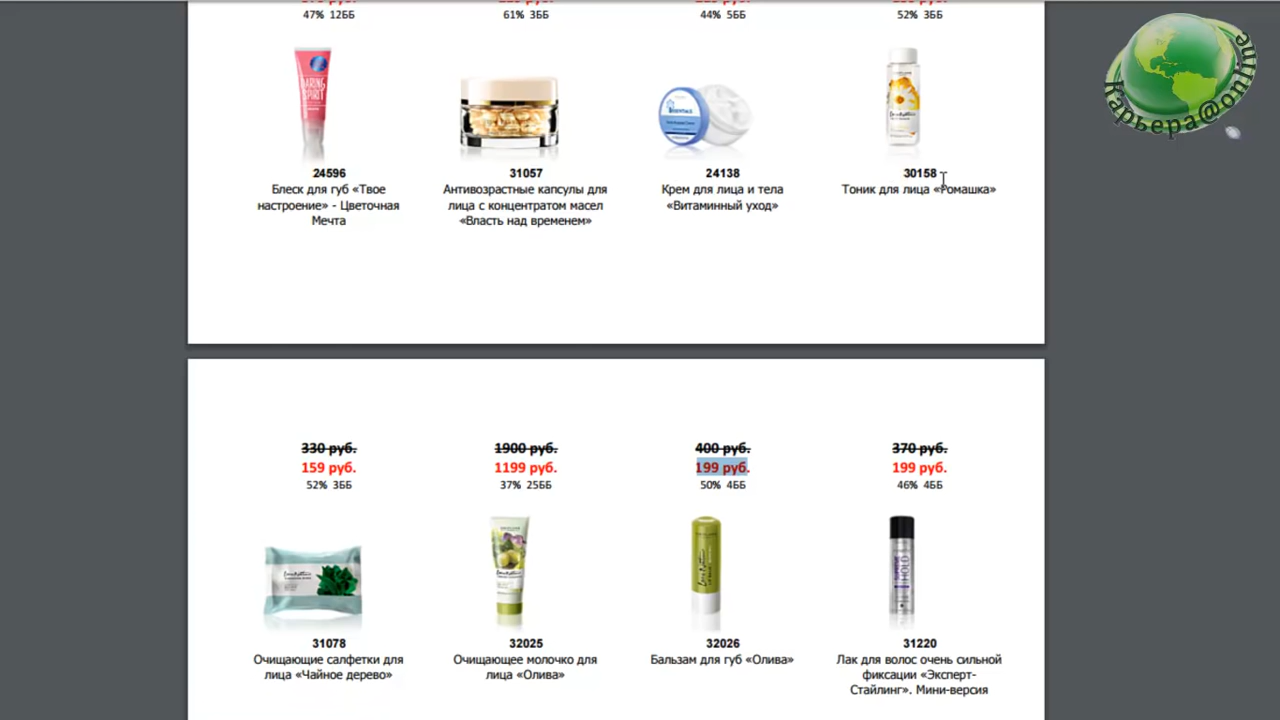 47% 12ББ
61% 3ББ
44% 5ББ
52% 3ББ
Карьера@online
DARING
SPIRIT
24596
Блеск для губ «Твое
настроение» - Цветочная
Мечта
31057
Антивозрастные капсулы для
лица с концентратом масел
«Власть над временем»
24138
Крем для лица и тела
«Витаминный уход»
30158
Тоник для лица «Ромашка»
330 руб.
159 руб.
52% 3ББ
1900 руб.
1199 руб.
37% 25ББ
400 руб.
199 руб.
50% 4ББ
370 руб.
199 руб.
46% 4ББ
HOLD
31078
Очищающие салфетки для
лица «Чайное дерево»
32025
Очищающее молочко для
лица «Олива»
32026
Бальзам для губ «Олива»
31220
Лак для волос очень сильной
фиксации «Эксперт-
Стайлинг». Мини-версия